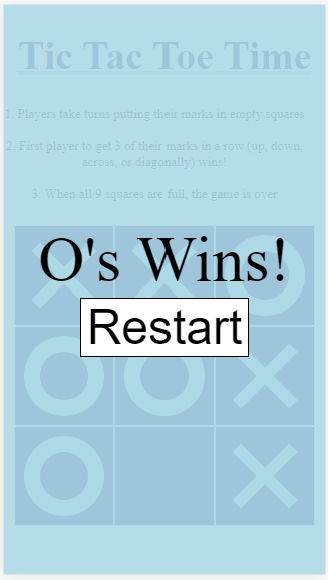 Tic Tac Toe Time
1. Players take turns putting their marks in empty squares
2. First player to get 3 of their marks in a row (up, down,
across, or diagonally) wins!
3. When all 9 squares are full, the game is over
O's Wins!
Restart